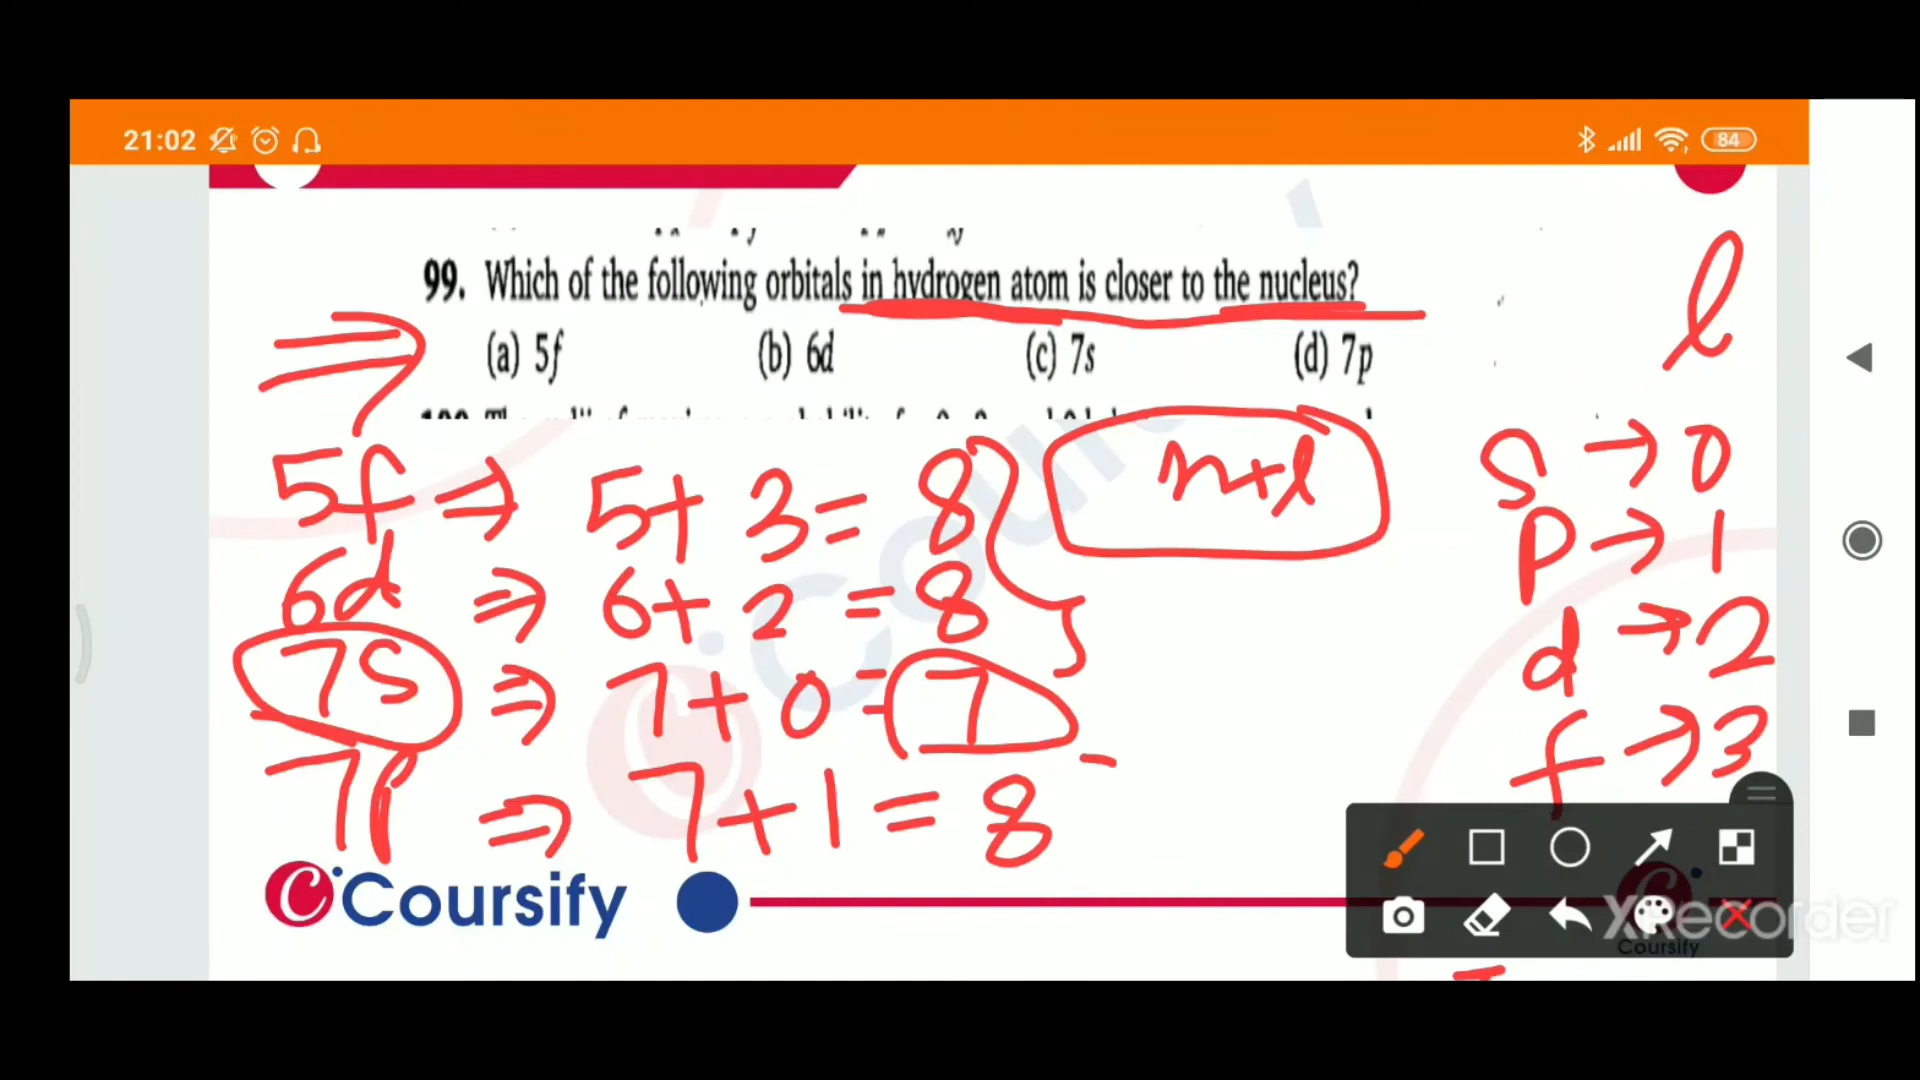 21:02
84
99. Which of the following orbitals in hydrogen atom is closer to the nucleus?
(a) 5f (b) 6d (c) 7s (d) 7p
l
n+l
5f ⇒ 5+3=8
6d ⇒ 6+2=8
7s ⇒ 7+0=7
7p ⇒ 7+1=8
s→0
p→1
d→2
f→3
Coursify
XRecorder
Coursify